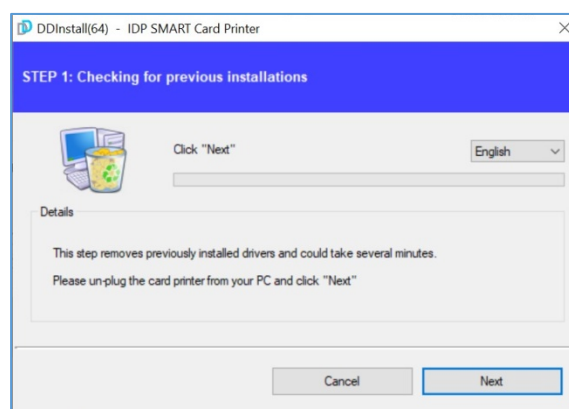 DDInstall(64) - IDP SMART Card Printer
STEP 1: Checking for previous installations
Click "Next"
English
Details
This step removes previously installed drivers and could take several minutes.
Please un-plug the card printer from your PC and click "Next"
Cancel
Next